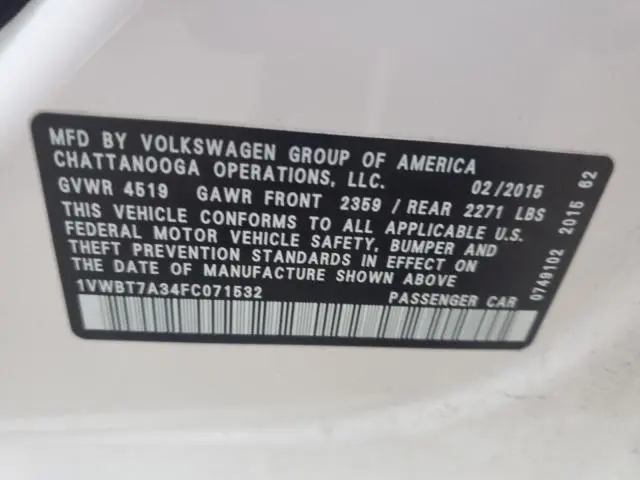 MFD BY VOLKSWAGEN GROUP OF AMERICA
CHATTANOOGA OPERATIONS, LLC. 02/2015
GVWR 4519 GAWR FRONT 2359 / REAR 2271 LBS
THIS VEHICLE CONFORMS TO ALL APPLICABLE U.S.
FEDERAL MOTOR VEHICLE SAFETY, BUMPER AND
THEFT PREVENTION STANDARDS IN EFFECT ON
THE DATE OF MANUFACTURE SHOWN ABOVE
1VWBT7A34FC071532 PASSENGER CAR
0749102 2015 62